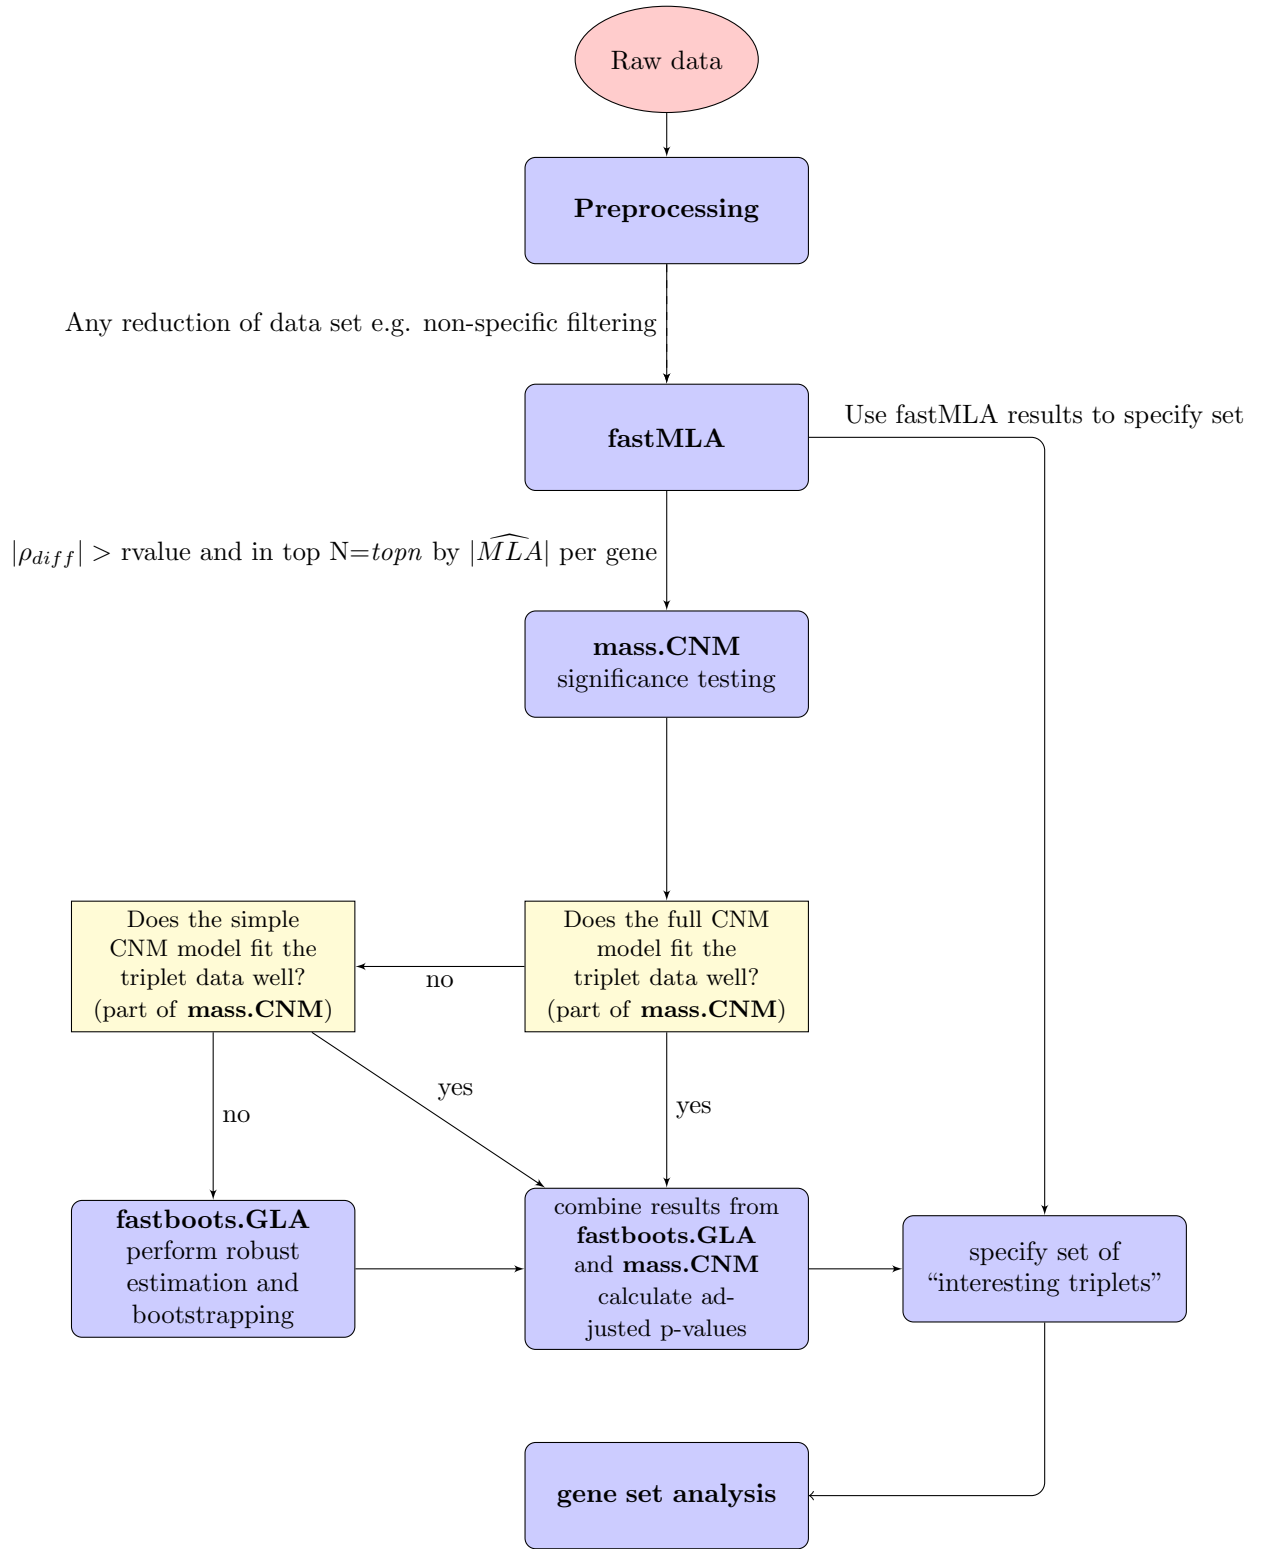 Raw data
Preprocessing
Any reduction of data set e.g. non-specific filtering
fastMLA
Use fastMLA results to specify set
|ρ_{diff}| > rvalue and in top N=topn by |\widehat{MLA}| per gene
mass.CNM
significance testing
Does the simple
CNM model fit the
triplet data well?
(part of mass.CNM)
no
Does the full CNM
model fit the
triplet data well?
(part of mass.CNM)
yes
no
yes
fastboots.GLA
perform robust
estimation and
bootstrapping
combine results from
fastboots.GLA
and mass.CNM
calculate ad-
justed p-values
specify set of
“interesting triplets”
gene set analysis